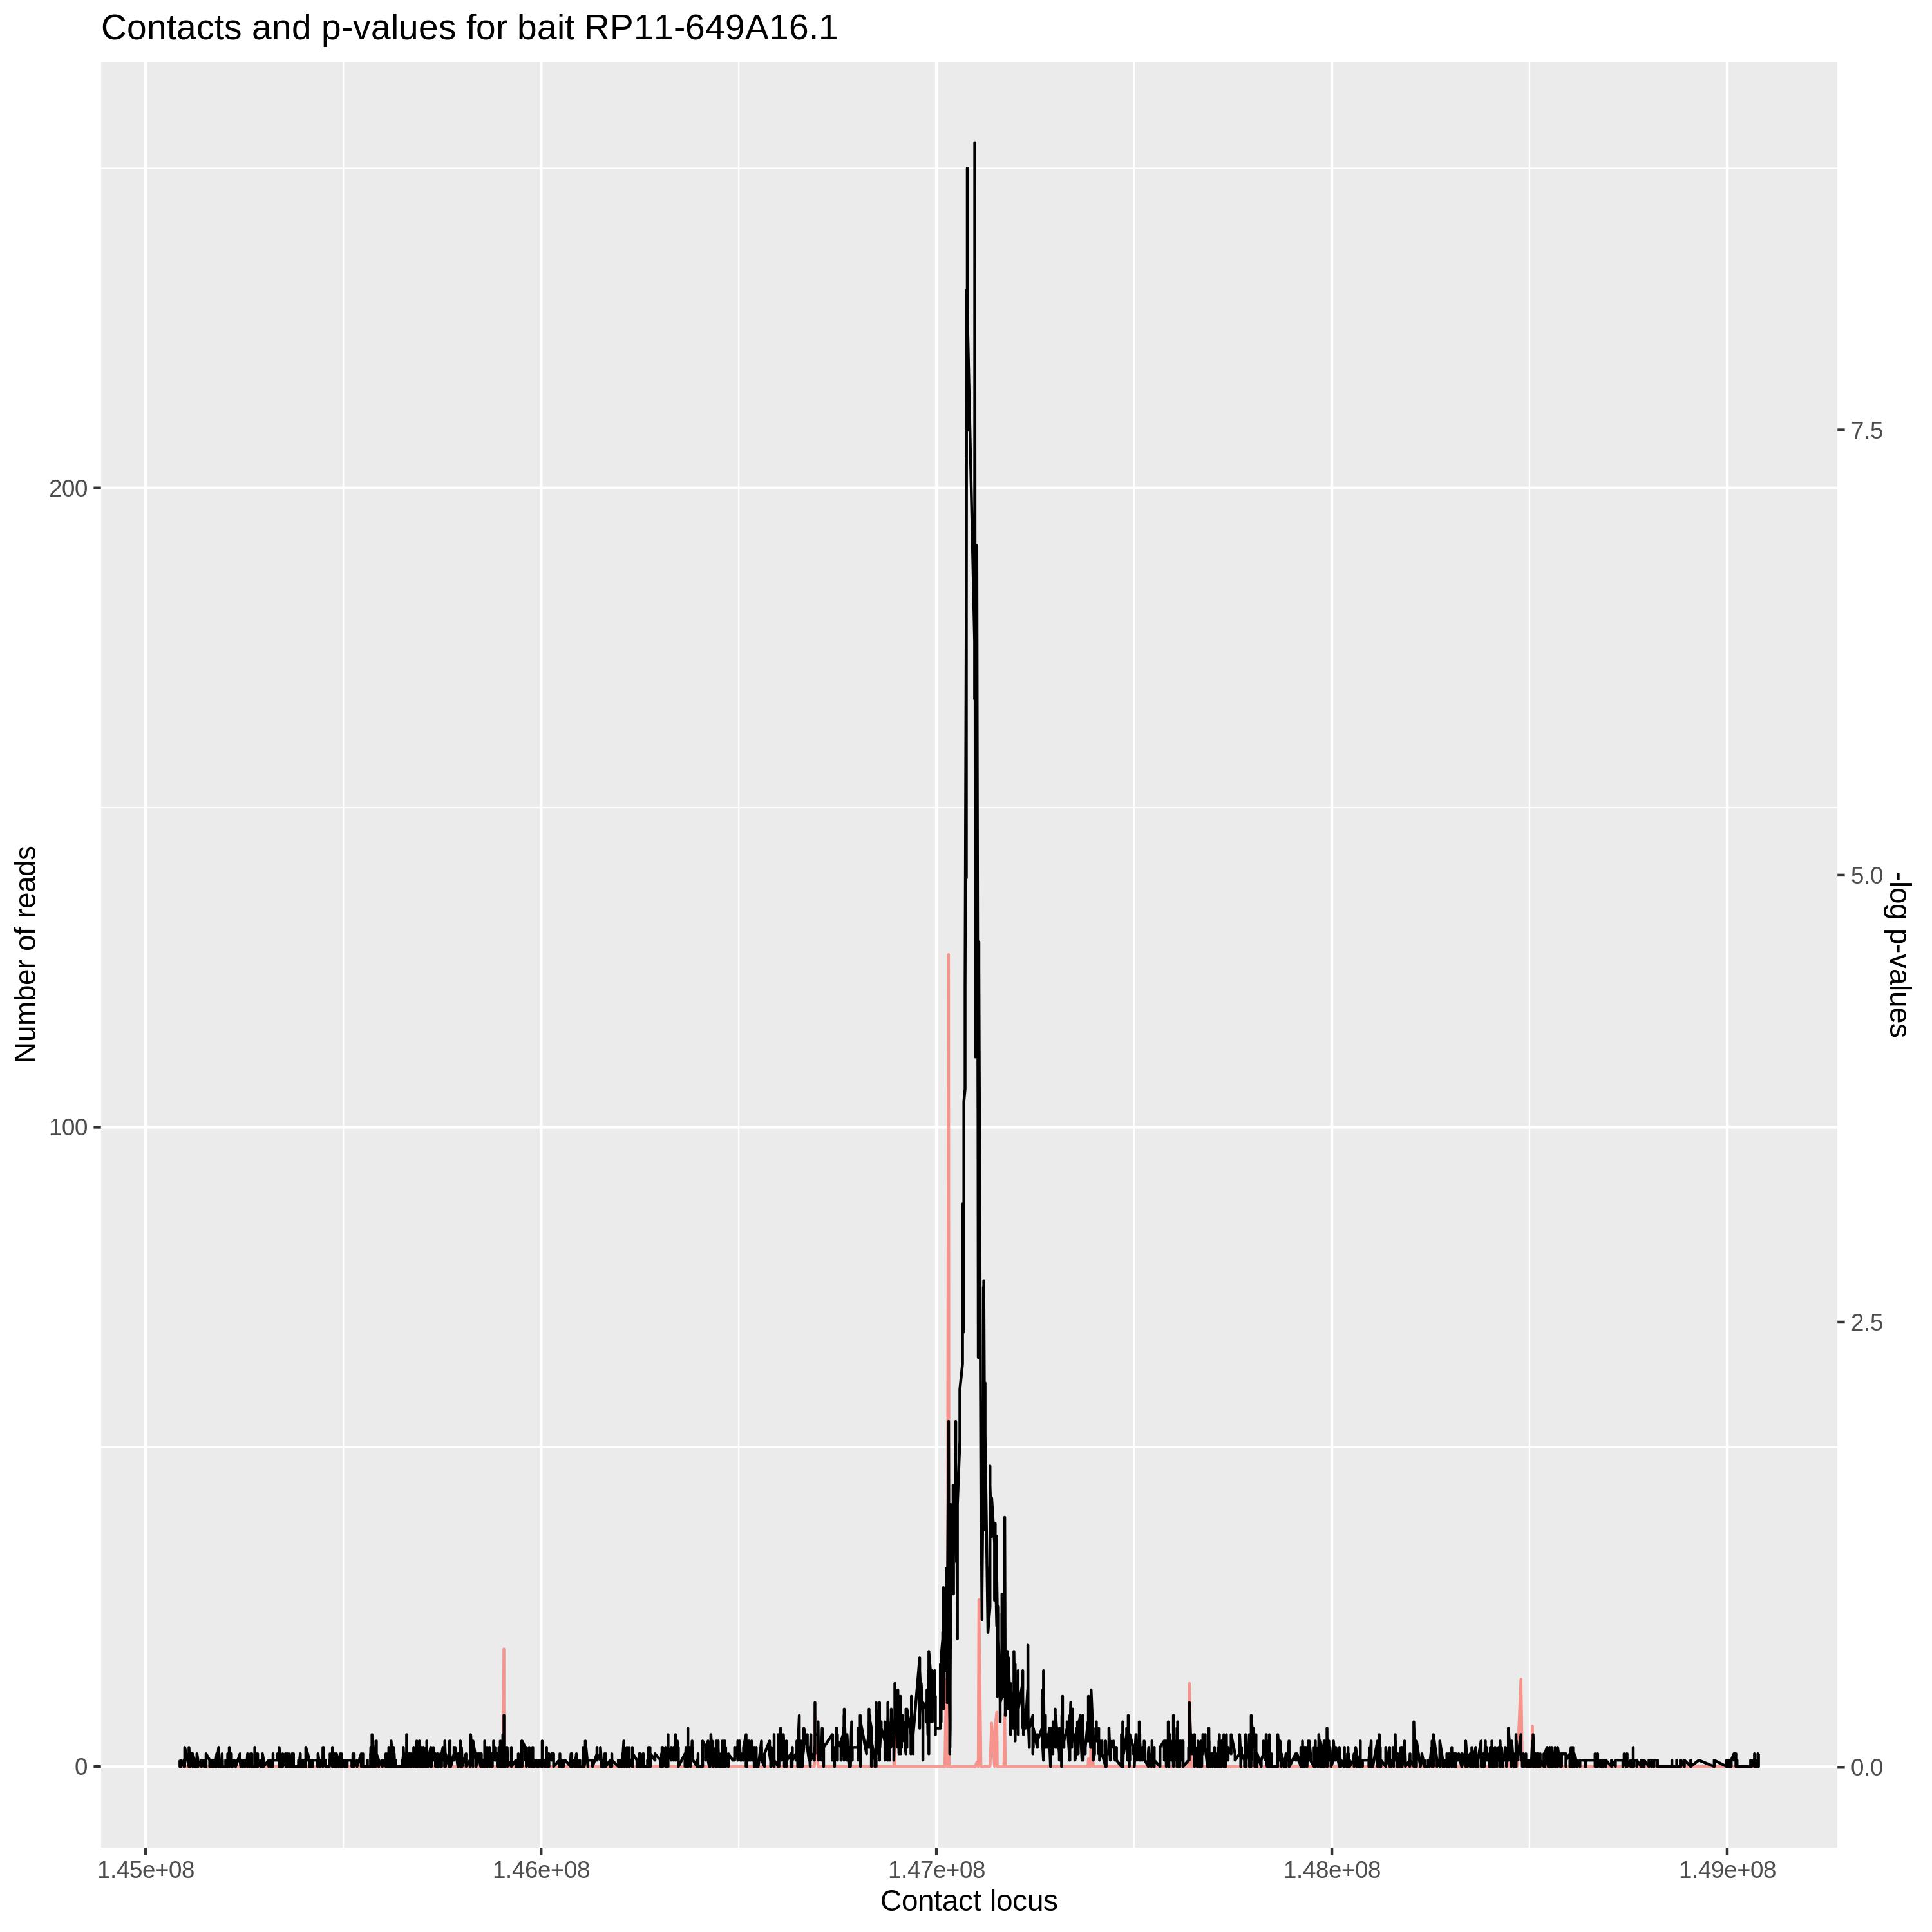 Contacts and p-values for bait RP11-649A16.1
Number of reads
200
100
0
7.5
5.0
2.5
0.0
-log p-values
1.45e+08 1.46e+08 1.47e+08 1.48e+08 1.49e+08
Contact locus